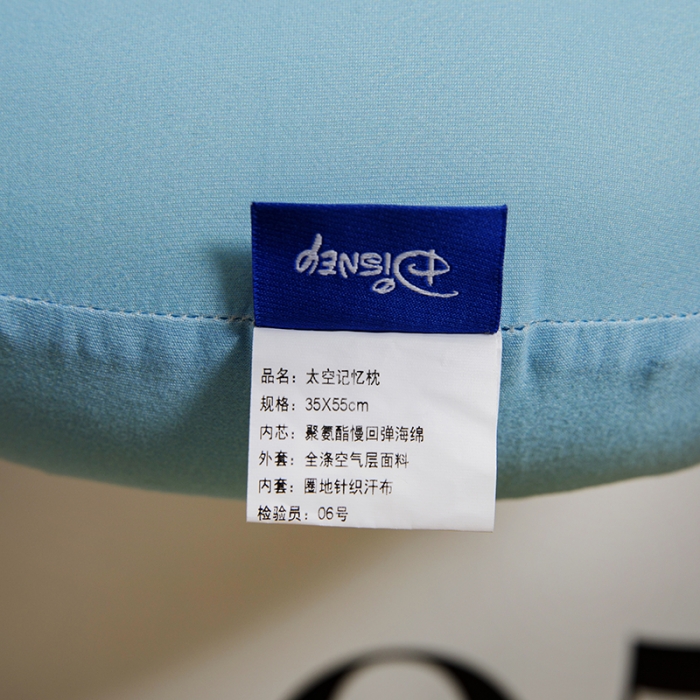 Disney
品名：太空记忆枕
规格：35X55cm
内芯：聚氨酯慢回弹海绵
外套：全涤空气层面料
内套：圈地针织汗布
检验员：06号